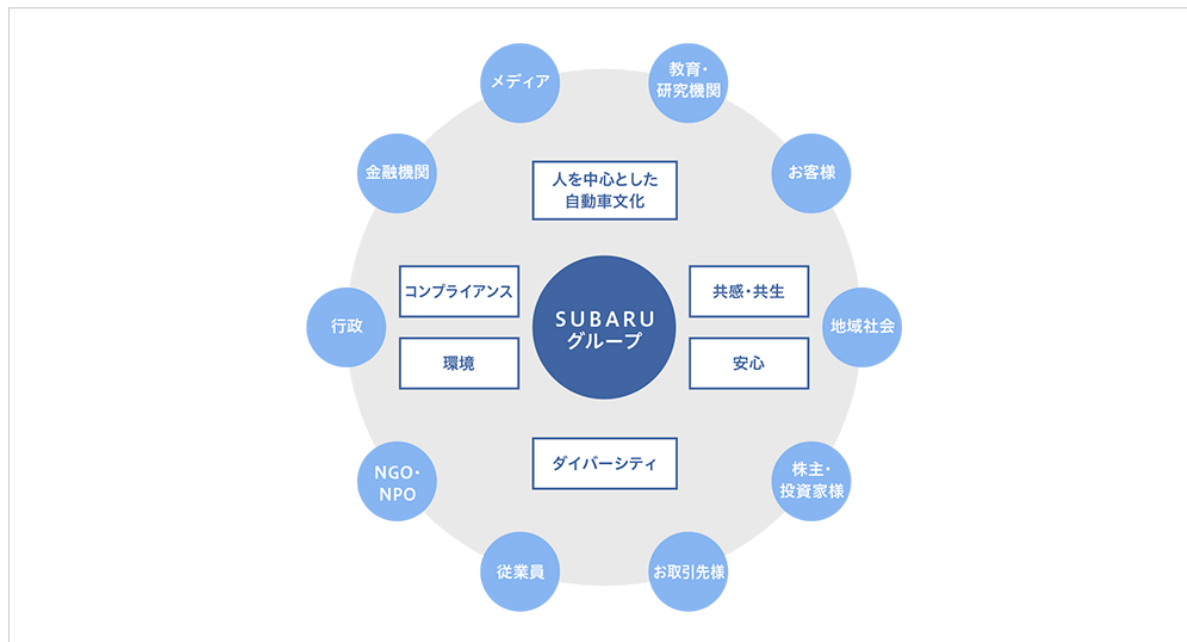 メディア
教育・
研究機関
金融機関
お客様
人を中心とした
自動車文化
コンプライアンス
共感・共生
行政
SUBARU
グループ
地域社会
環境
安心
NGO・
NPO
ダイバーシティ
株主・
投資家様
従業員
お取引先様